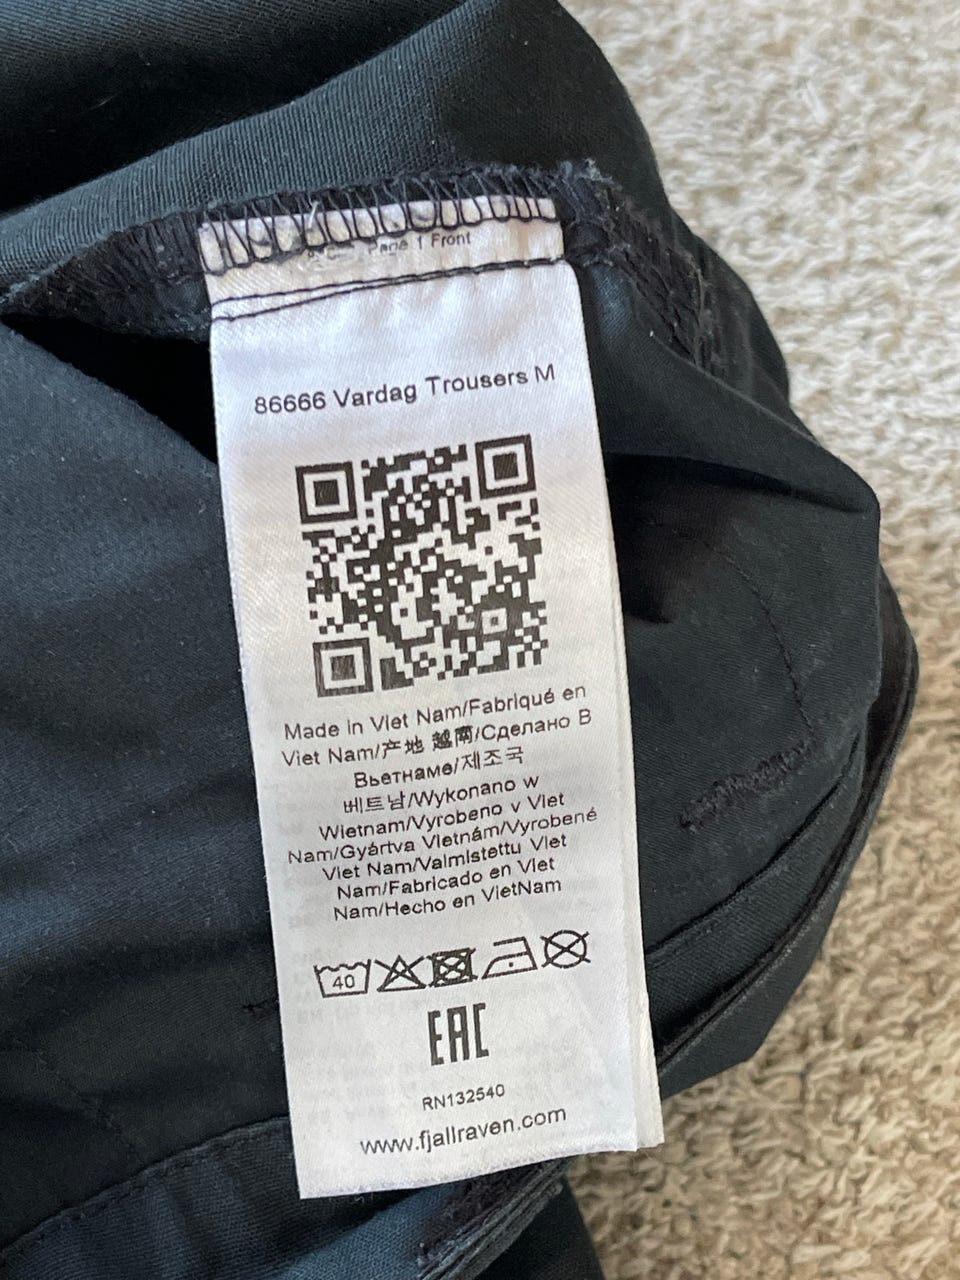 Page 1 Front
86666 Vardag Trousers M
Made in Viet Nam/Fabriqué en
Viet Nam/产地 越南/Сделано В
Вьетнаме/제조국
베트남/Wykonano w
Wietnam/Vyrobeno v Viet
Nam/Gyártva Vietnám/Vyrobené
Viet Nam/Valmistettu Viet
Nam/Fabricado en Viet
Nam/Hecho en VietNam
40
EAC
RN132540
www.fjallraven.com